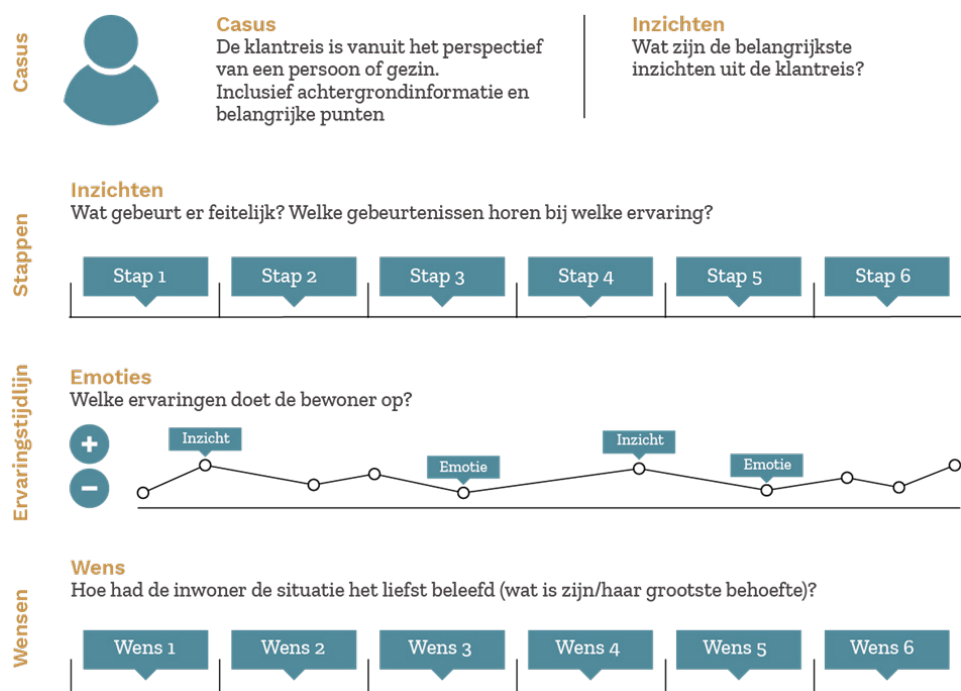 Casus
Casus
De klantreis is vanuit het perspectief
van een persoon of gezin.
Inclusief achtergrondinformatie en
belangrijke punten
Inzichten
Wat zijn de belangrijkste
inzichten uit de klantreis?
Stappen
Inzichten
Wat gebeurt er feitelijk? Welke gebeurtenissen horen bij welke ervaring?
Stap 1
Stap 2
Stap 3
Stap 4
Stap 5
Stap 6
Ervaringstijdlijn
Emoties
Welke ervaringen doet de bewoner op?
+
−
Inzicht
Emotie
Inzicht
Emotie
Wensen
Wens
Hoe had de inwoner de situatie het liefst beleefd (wat is zijn/haar grootste behoefte)?
Wens 1
Wens 2
Wens 3
Wens 4
Wens 5
Wens 6